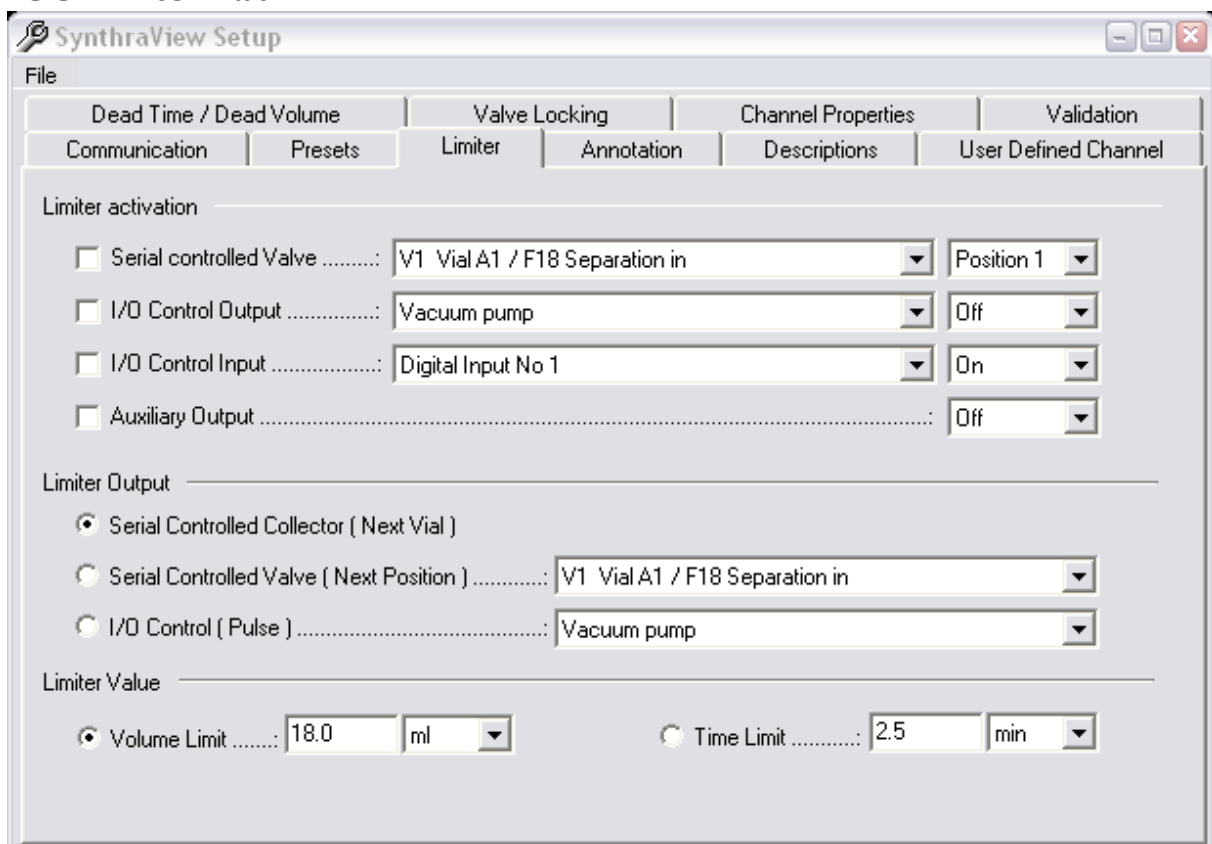 SynthraView Setup
File
Dead Time / Dead Volume Valve Locking Channel Properties Validation
Communication Presets Limiter Annotation Descriptions User Defined Channel
Limiter activation
Serial controlled Valve .........: V1 Vial A1 / F18 Separation in Position 1
I/O Control Output ...............: Vacuum pump Off
I/O Control Input ..................: Digital Input No 1 On
Auxiliary Output ....................................................................................................................: Off
Limiter Output
Serial Controlled Collector ( Next Vial )
Serial Controlled Valve ( Next Position ) ............: V1 Vial A1 / F18 Separation in
I/O Control ( Pulse ) ..........................................: Vacuum pump
Limiter Value
Volume Limit .......: 18.0 ml Time Limit ............: 2.5 min